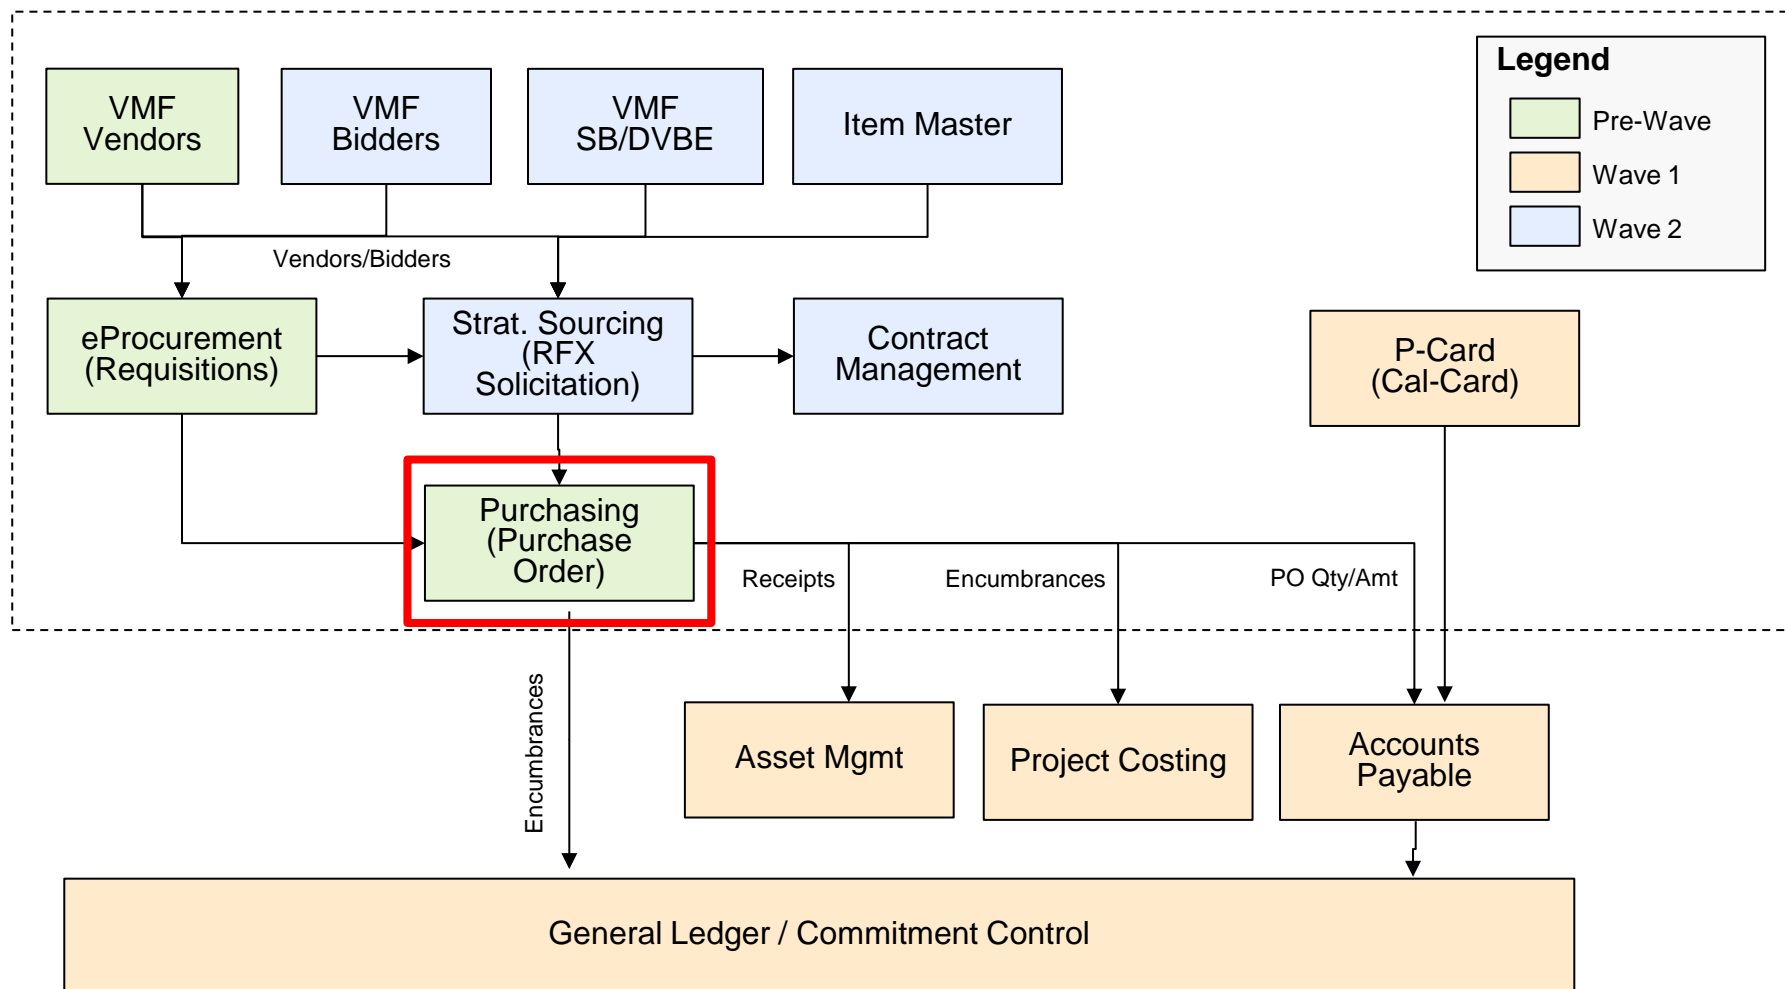 Legend
Pre-Wave
Wave 1
Wave 2
VMF
Vendors
VMF
Bidders
VMF
SB/DVBE
Item Master
Vendors/Bidders
eProcurement
(Requisitions)
Strat. Sourcing
(RFX
Solicitation)
Contract
Management
P-Card
(Cal-Card)
Purchasing
(Purchase
Order)
Receipts
Encumbrances
PO Qty/Amt
Encumbrances
Asset Mgmt
Project Costing
Accounts
Payable
General Ledger / Commitment Control